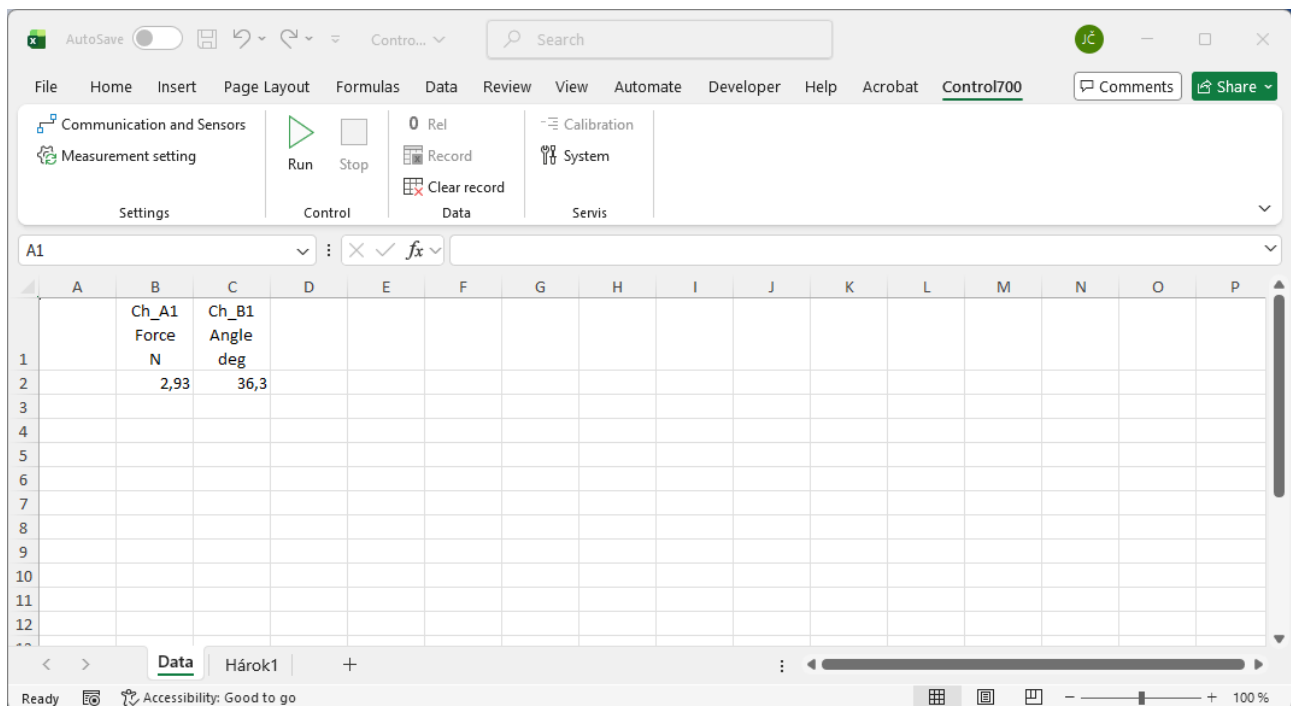 AutoSave Contro... Search JČ
File Home Insert Page Layout Formulas Data Review View Automate Developer Help Acrobat Control700 Comments Share
Communication and Sensors
Measurement setting
Settings
Run Stop
Control
0 Rel
Record
Clear record
Data
Calibration
System
Servis
A1 fx
A B C D E F G H I J K L M N O P
Ch_A1 Ch_B1
Force Angle
1 N deg
2 2,93 36,3
3
4
5
6
7
8
9
10
11
12
Data Hárok1 +
Ready Accessibility: Good to go - + 100 %